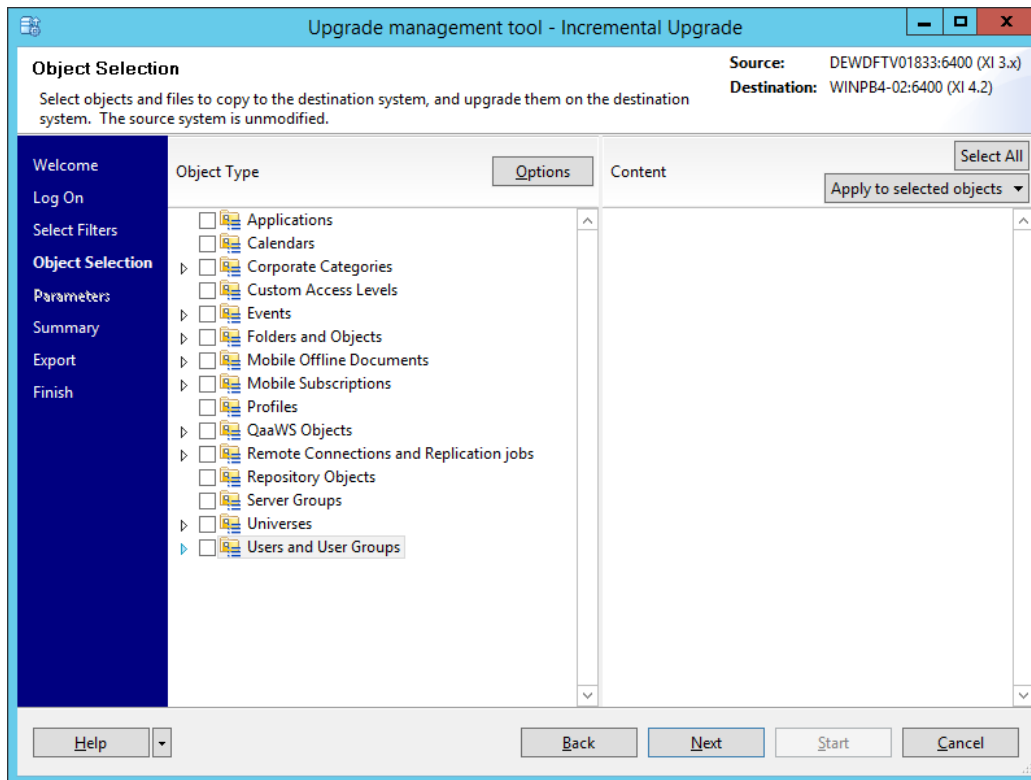 Upgrade management tool - Incremental Upgrade
Object Selection
Source: DEWDFTV01833:6400 (XI 3.x)
Select objects and files to copy to the destination system, and upgrade them on the destination
Destination: WINPB4-02:6400 (XI 4.2)
system. The source system is unmodified.
Welcome
Log On
Select Filters
Object Selection
Parameters
Summary
Export
Finish
Object Type
Options
Applications
Calendars
Corporate Categories
Custom Access Levels
Events
Folders and Objects
Mobile Offline Documents
Mobile Subscriptions
Profiles
QaaWS Objects
Remote Connections and Replication jobs
Repository Objects
Server Groups
Universes
Users and User Groups
Content
Select All
Apply to selected objects
Help
Back
Next
Start
Cancel